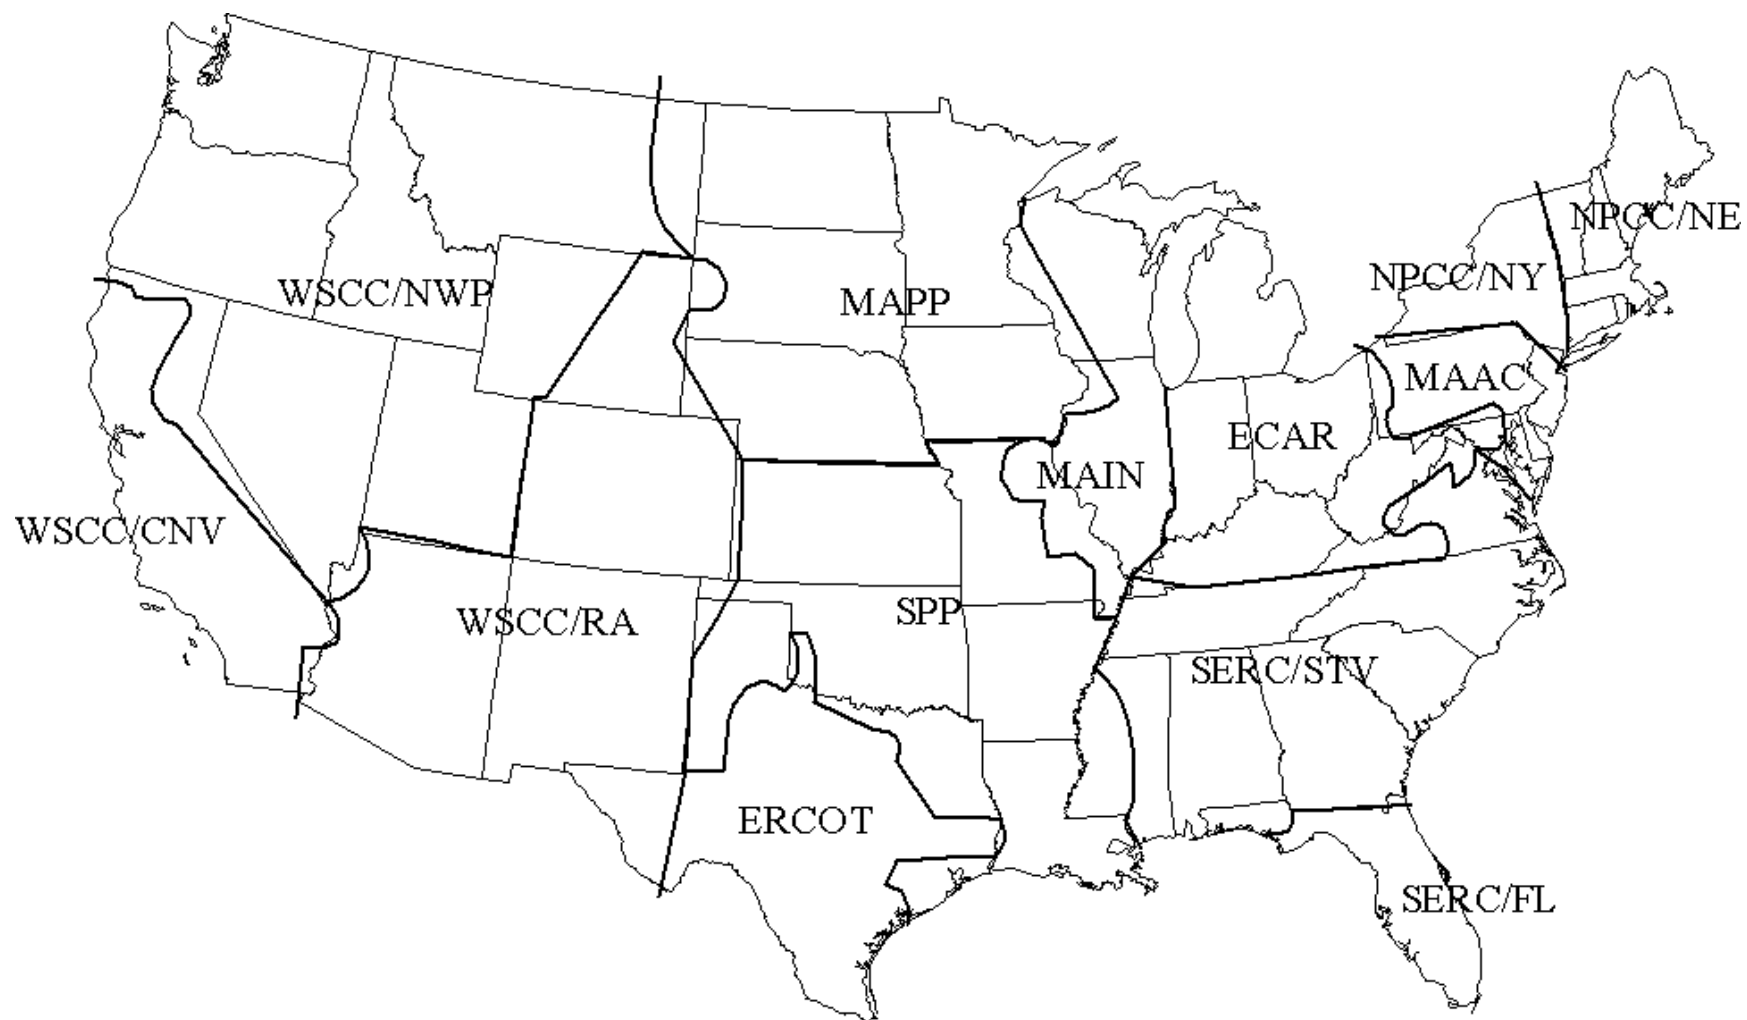 NPCC/NE
NPCC/NY
WSCC/NWP
MAPP
MAAC
ECAR
MAIN
WSCC/CNV
SPP
WSCC/RA
SERC/STV
ERCOT
SERC/FL